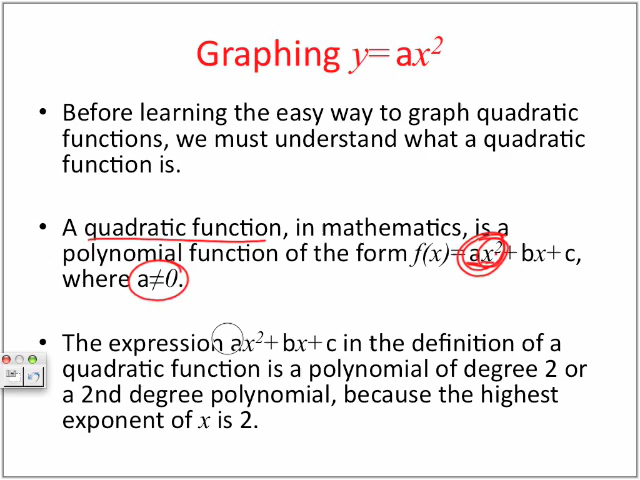 Graphing y=ax²
• Before learning the easy way to graph quadratic
functions, we must understand what a quadratic
function is.
• A quadratic function, in mathematics, is a
polynomial function of the form f(x)=ax²+bx+c,
where a≠0.
• The expression ax²+bx+c in the definition of a
quadratic function is a polynomial of degree 2 or
a 2nd degree polynomial, because the highest
exponent of x is 2.